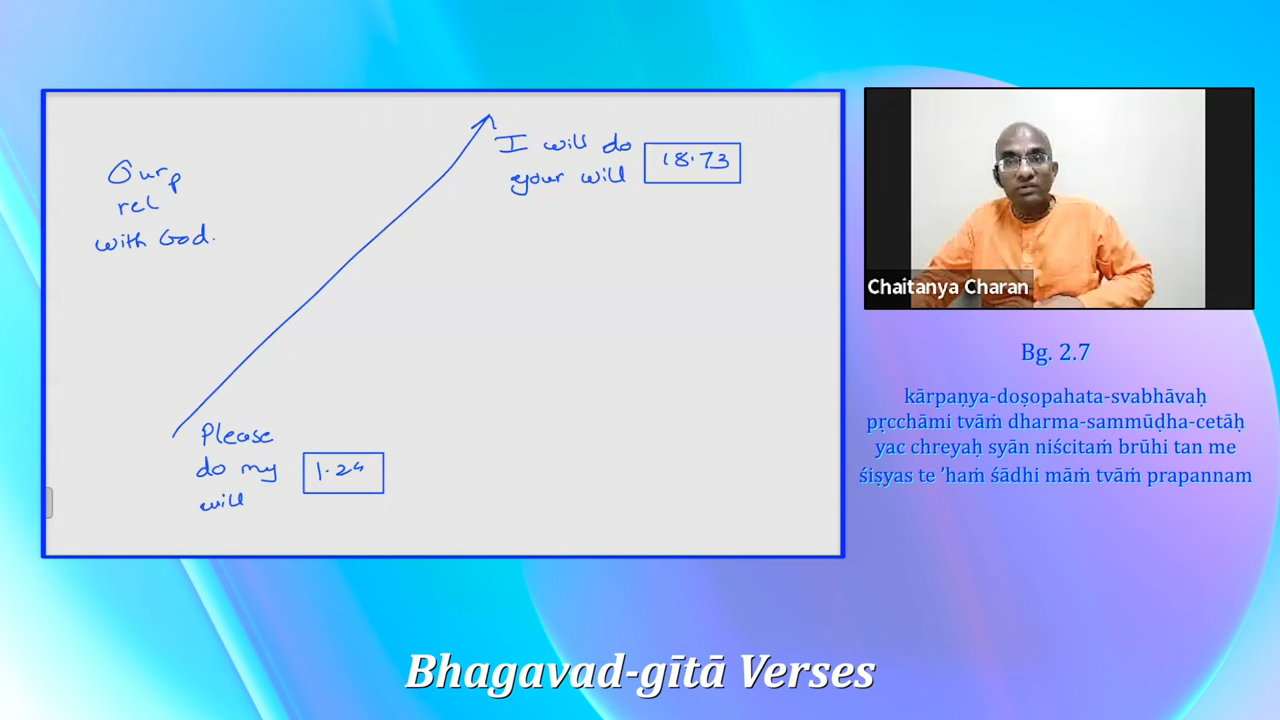 Our
rel
with God.
I will do
your will
18.73
Please
do my
will
1.24
Chaitanya Charan
Bg. 2.7
kārpaṇya-doṣopahata-svabhāvaḥ
pṛcchāmi tvāṁ dharma-sammūḍha-cetāḥ
yac chreyaḥ syān niścitaṁ brūhi tan me
śiṣyas te ’haṁ śādhi māṁ tvāṁ prapannam
Bhagavad-gītā Verses